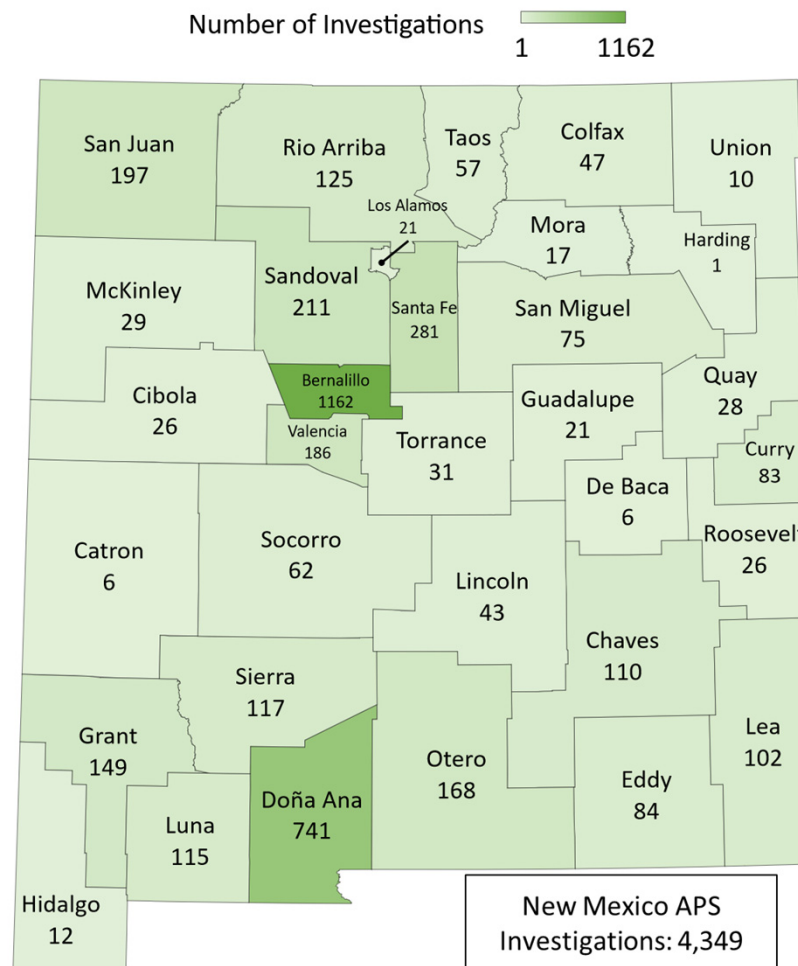 Number of Investigations
1 1162
San Juan
197
Rio Arriba
125
Taos
57
Colfax
47
Union
10
Los Alamos
21
Mora
17
Harding
1
McKinley
29
Sandoval
211
Santa Fe
281
San Miguel
75
Bernalillo
1162
Cibola
26
Valencia
186
Torrance
31
Guadalupe
21
Quay
28
Curry
83
De Baca
6
Roosevelt
26
Catron
6
Socorro
62
Lincoln
43
Chaves
110
Sierra
117
Grant
149
Otero
168
Lea
102
Eddy
84
Doña Ana
741
Luna
115
Hidalgo
12
New Mexico APS
Investigations: 4,349